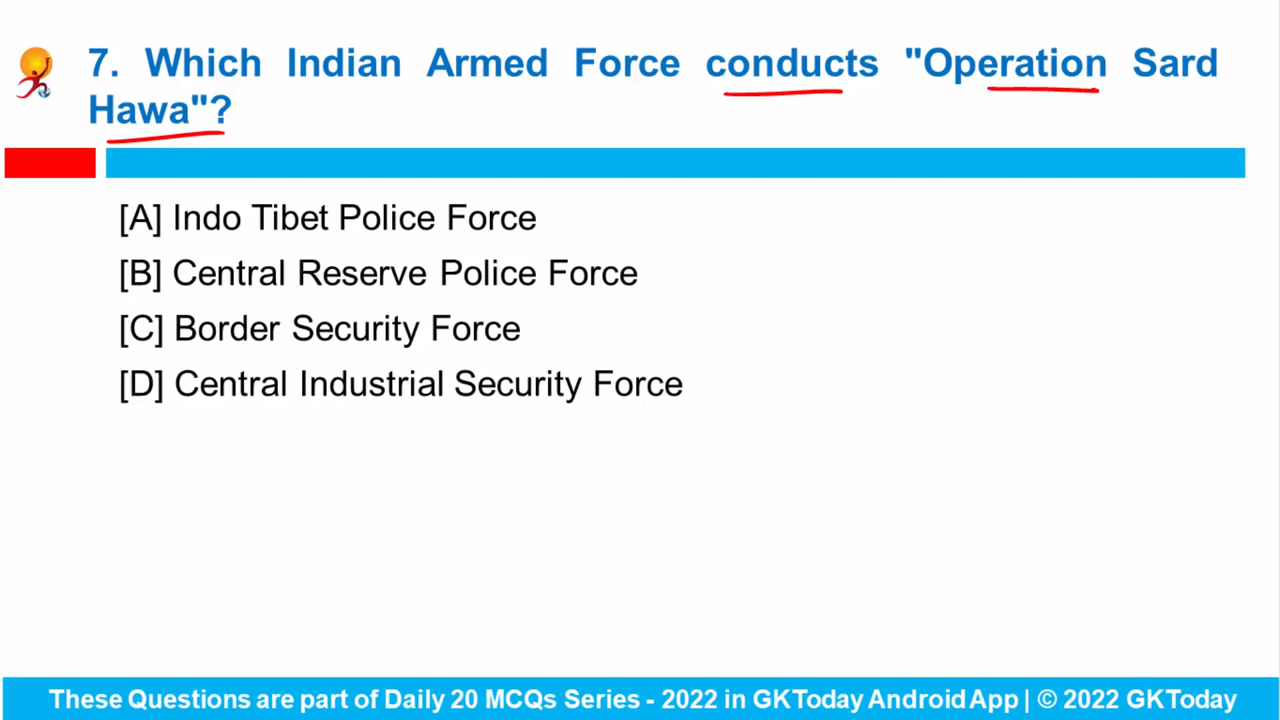 7. Which Indian Armed Force conducts "Operation Sard
Hawa"?
[A] Indo Tibet Police Force
[B] Central Reserve Police Force
[C] Border Security Force
[D] Central Industrial Security Force
These Questions are part of Daily 20 MCQs Series - 2022 in GKToday Android App | © 2022 GKToday